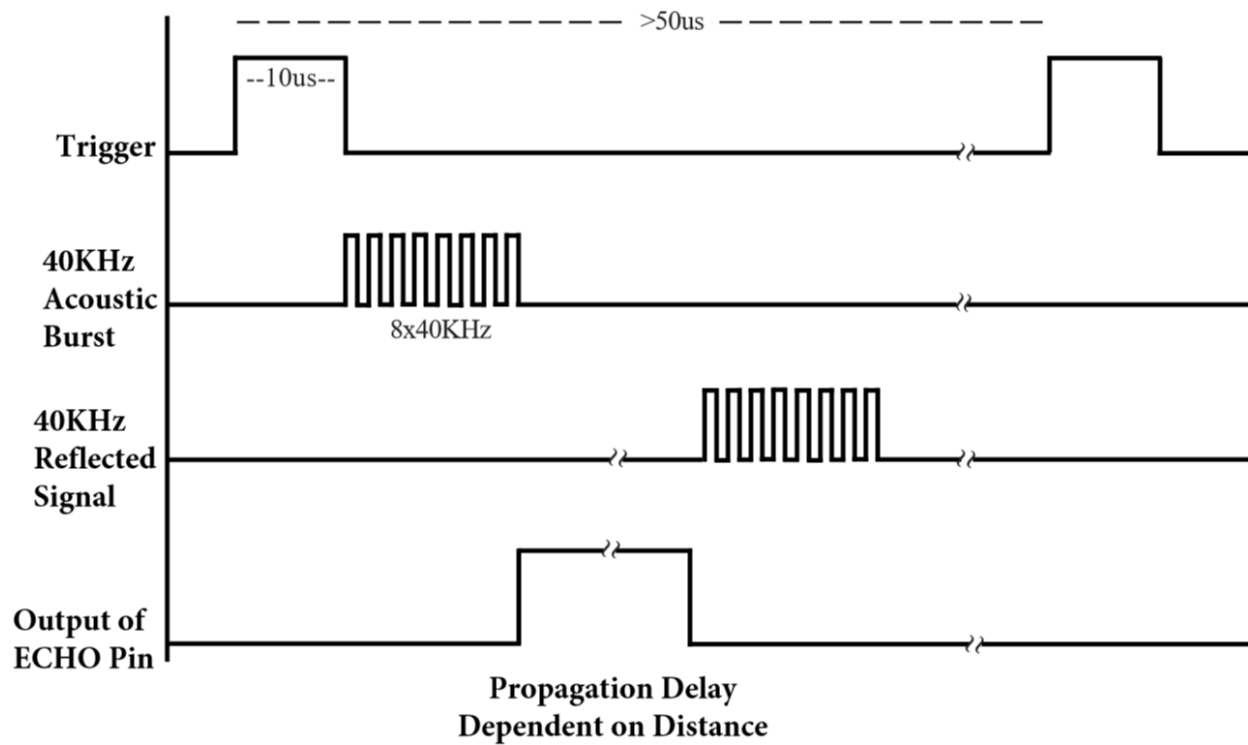 >50us
--10us--
Trigger
40KHz
Acoustic
Burst
8x40KHz
40KHz
Reflected
Signal
Output of
ECHO Pin
Propagation Delay
Dependent on Distance